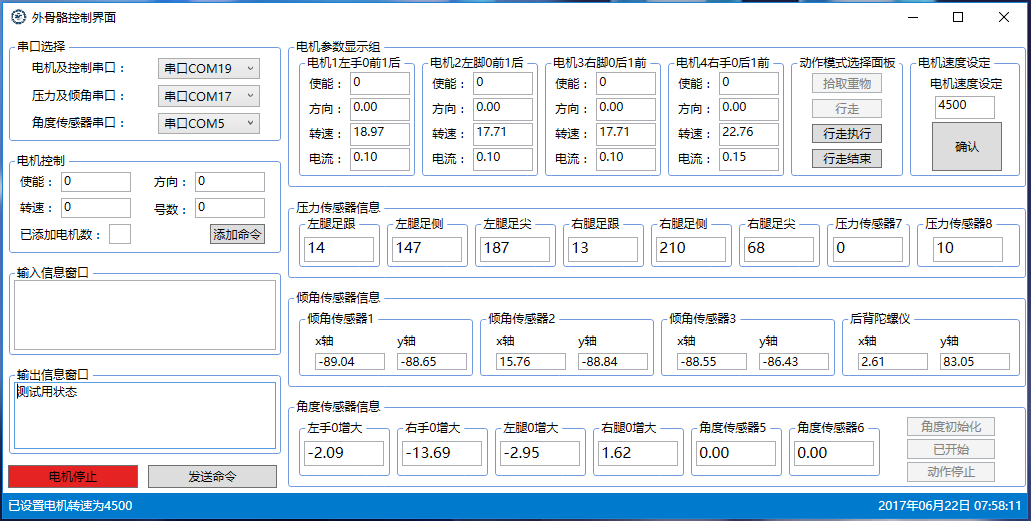 外骨骼控制界面
串口选择
电机及控制串口：
串口COM19
压力及倾角串口：
串口COM17
角度传感器串口：
串口COM5
电机控制
使能： 0
方向： 0
转速： 0
号数： 0
已添加电机数：
添加命令
输入信息窗口
输出信息窗口
测试用状态
电机停止
发送命令
电机参数显示组
电机1左手0前1后
使能： 0
方向： 0.00
转速： 18.97
电流： 0.10
电机2左脚0前1后
0
0.00
17.71
0.10
电机3右脚0后1前
使能： 0
方向： 0.00
转速： 17.71
电流： 0.10
电机4右手0后1前
使能： 0
方向： 0.00
转速： 22.76
电流： 0.15
动作模式选择面板
拾取重物
行走
行走执行
行走结束
电机速度设定
电机速度设定
4500
确认
压力传感器信息
左腿足跟
14
左腿足侧
147
左腿足尖
187
右腿足跟
13
右腿足侧
210
右腿足尖
68
压力传感器7
0
压力传感器8
10
倾角传感器信息
倾角传感器1
x轴 y轴
-89.04 -88.65
倾角传感器2
x轴 y轴
15.76 -88.84
倾角传感器3
x轴 y轴
-88.55 -86.43
后背陀螺仪
x轴 y轴
2.61 83.05
角度传感器信息
左手0增大
-2.09
右手0增大
-13.69
左腿0增大
-2.95
右腿0增大
1.62
角度传感器5
0.00
角度传感器6
0.00
角度初始化
已开始
动作停止
已设置电机转速为4500
2017年06月22日 07:58:11